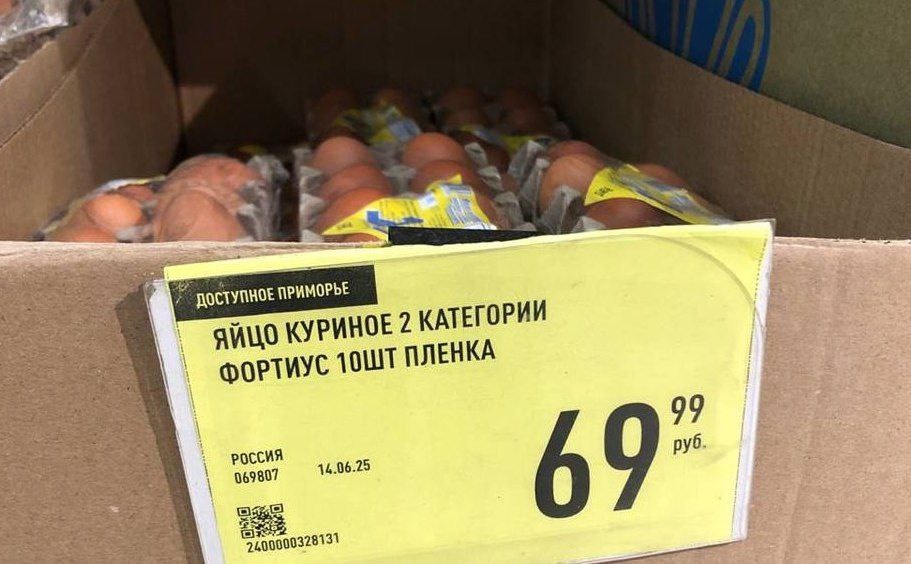 ДОСТУПНОЕ ПРИМОРЬЕ
ЯЙЦО КУРИНОЕ 2 КАТЕГОРИИ
ФОРТИУС 10ШТ ПЛЕНКА
69 99
руб.
РОССИЯ
069807 14.06.25
2400000328131